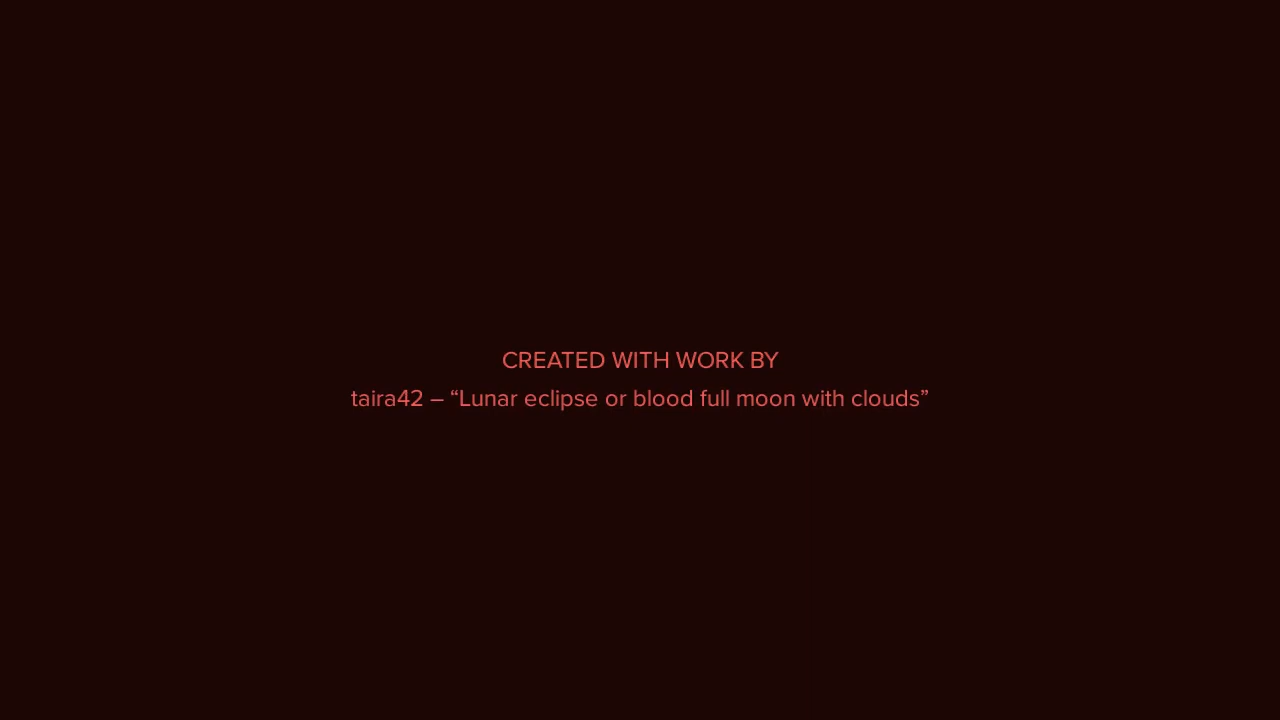 CREATED WITH WORK BY
taira42 – “Lunar eclipse or blood full moon with clouds”